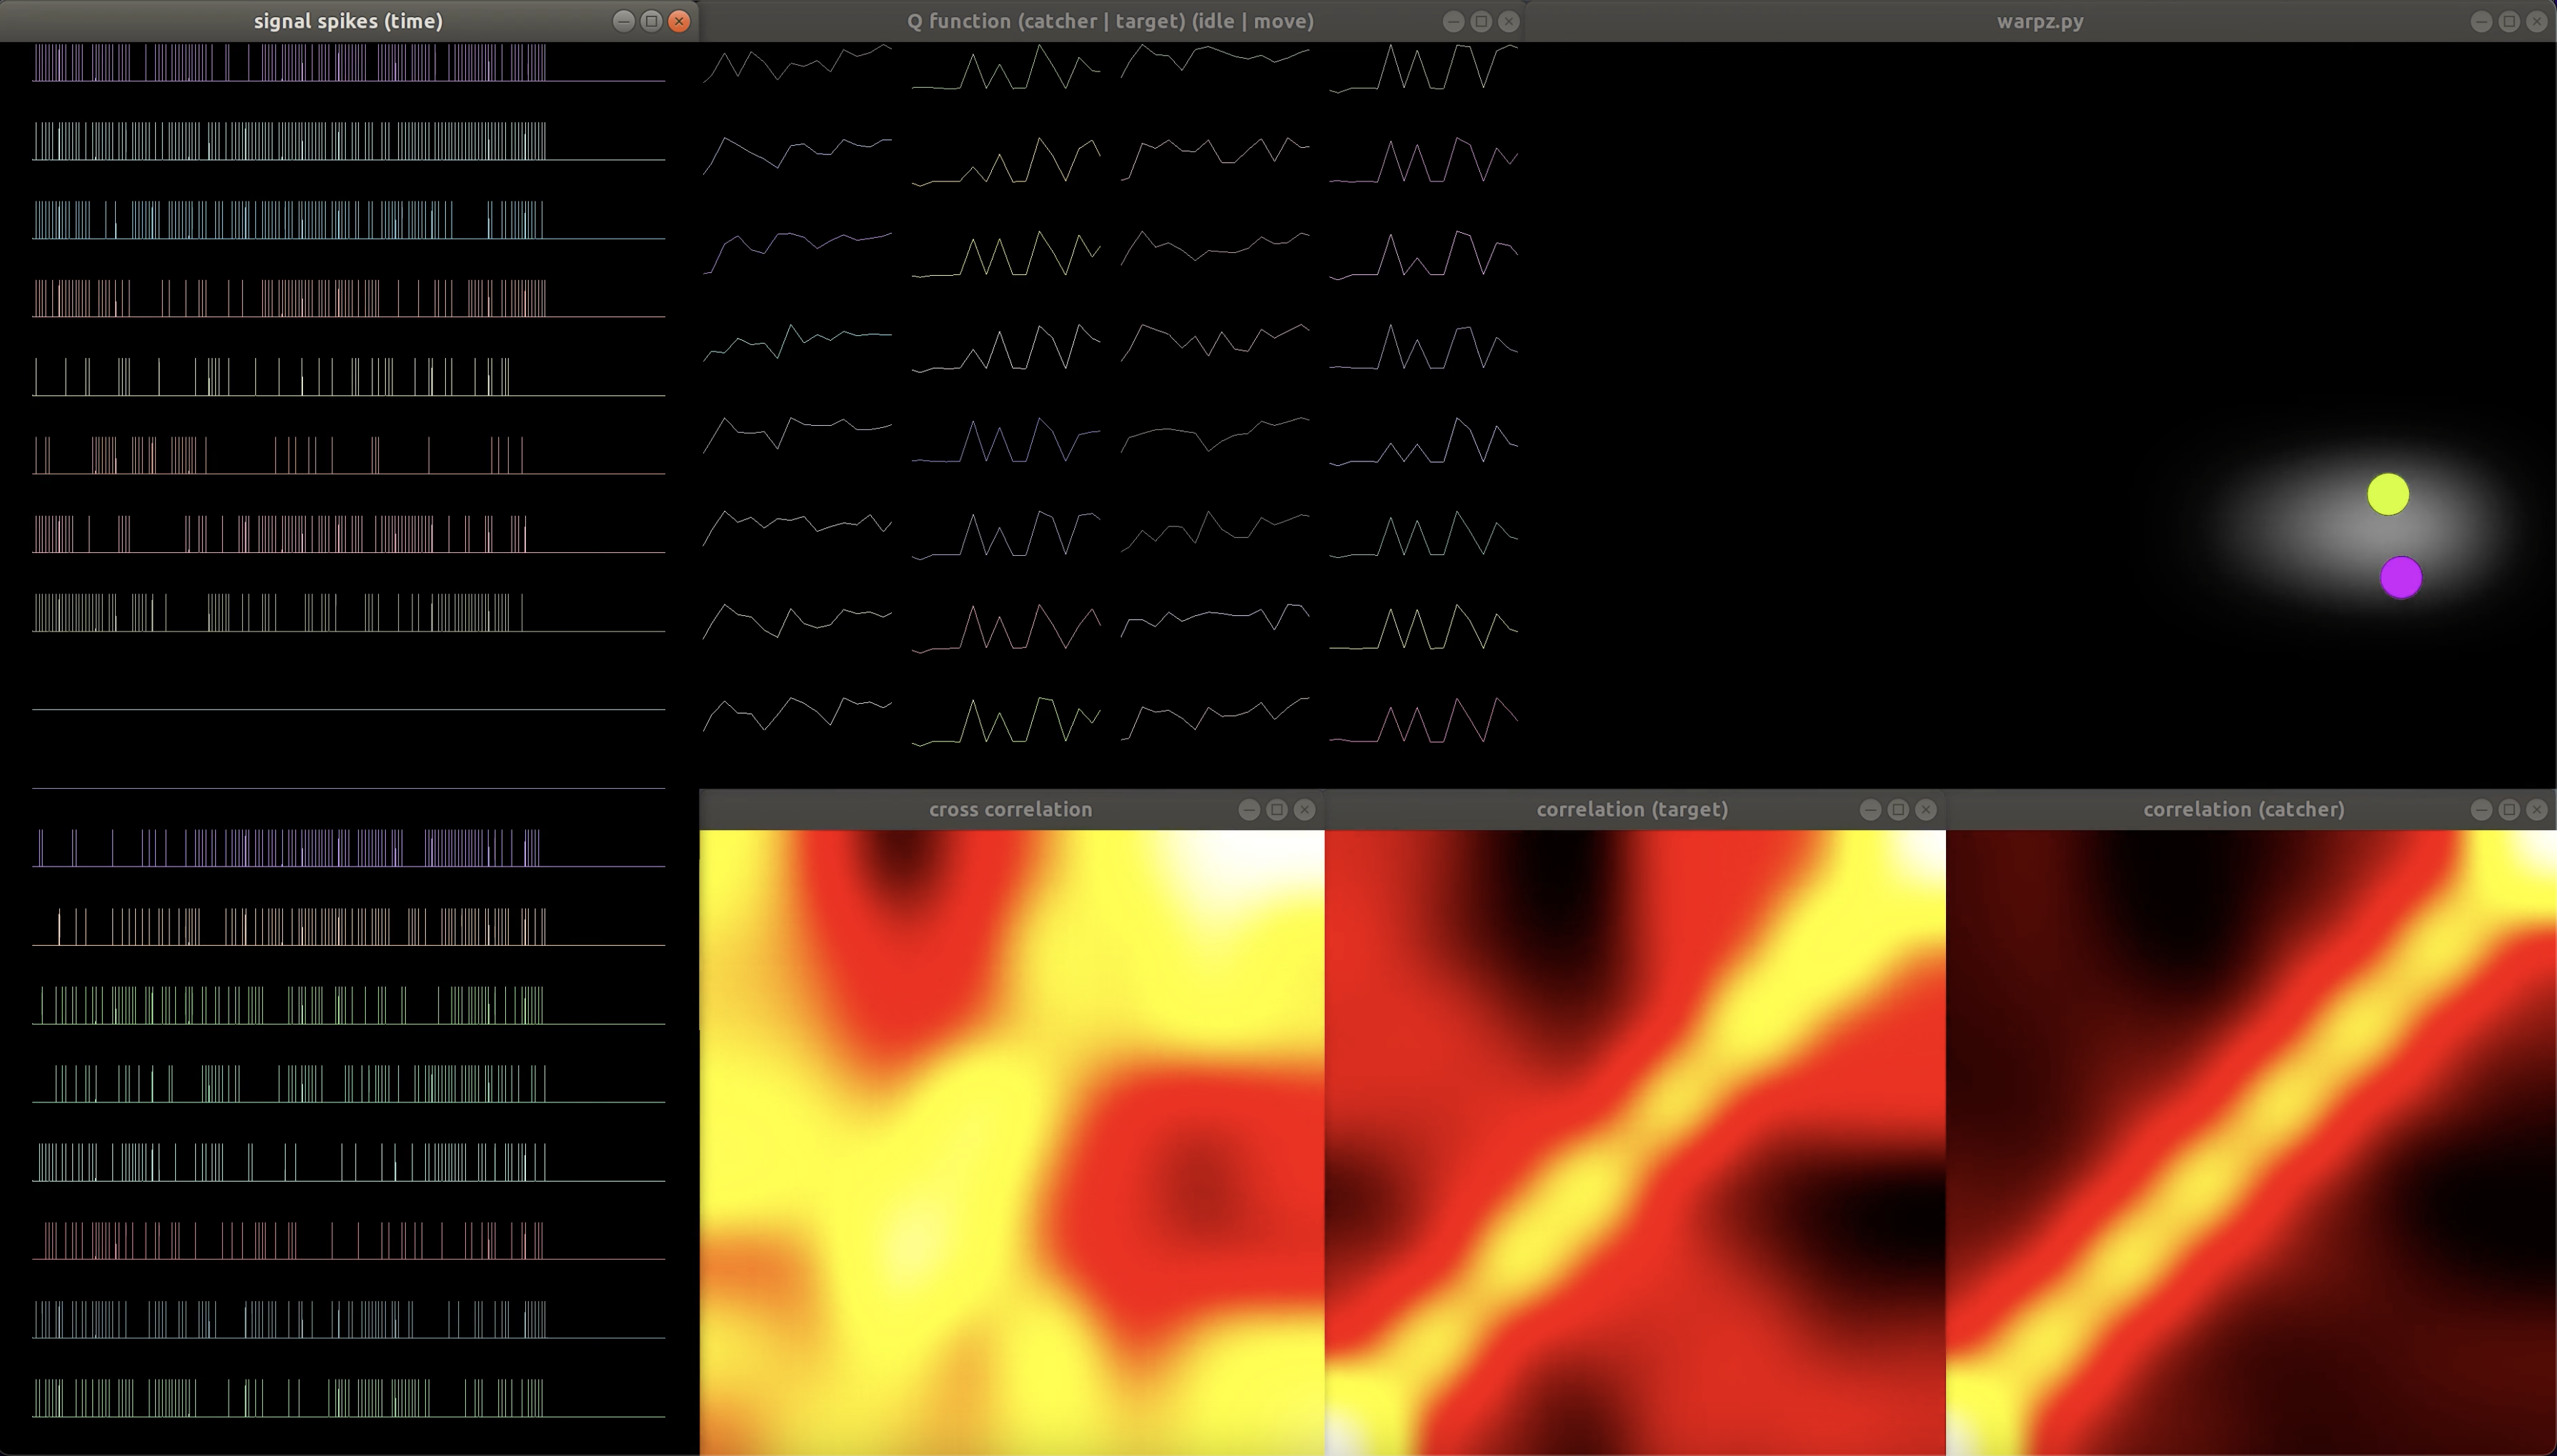 signal spikes (time)
Q function (catcher | target) (idle | move)
warpz.py
cross correlation
correlation (target)
correlation (catcher)